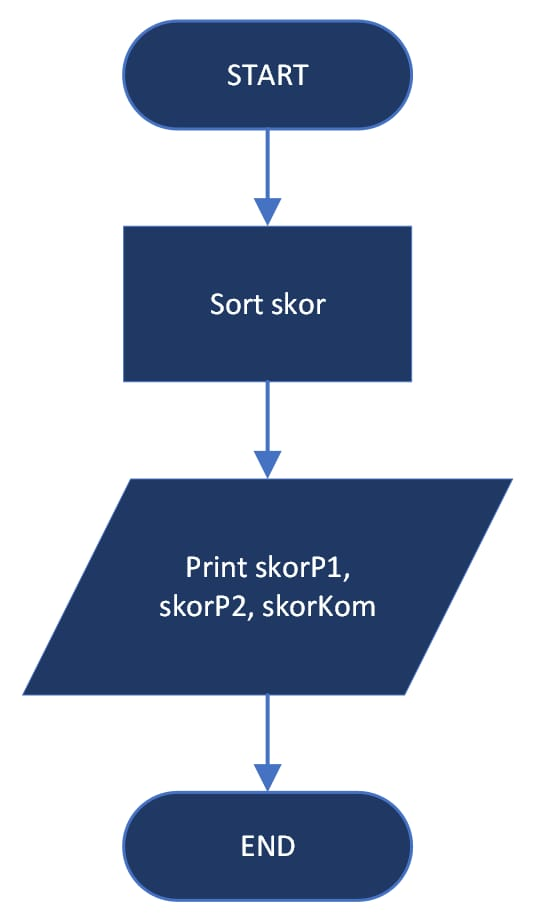 START
Sort skor
Print skorP1,
skorP2, skorKom
END